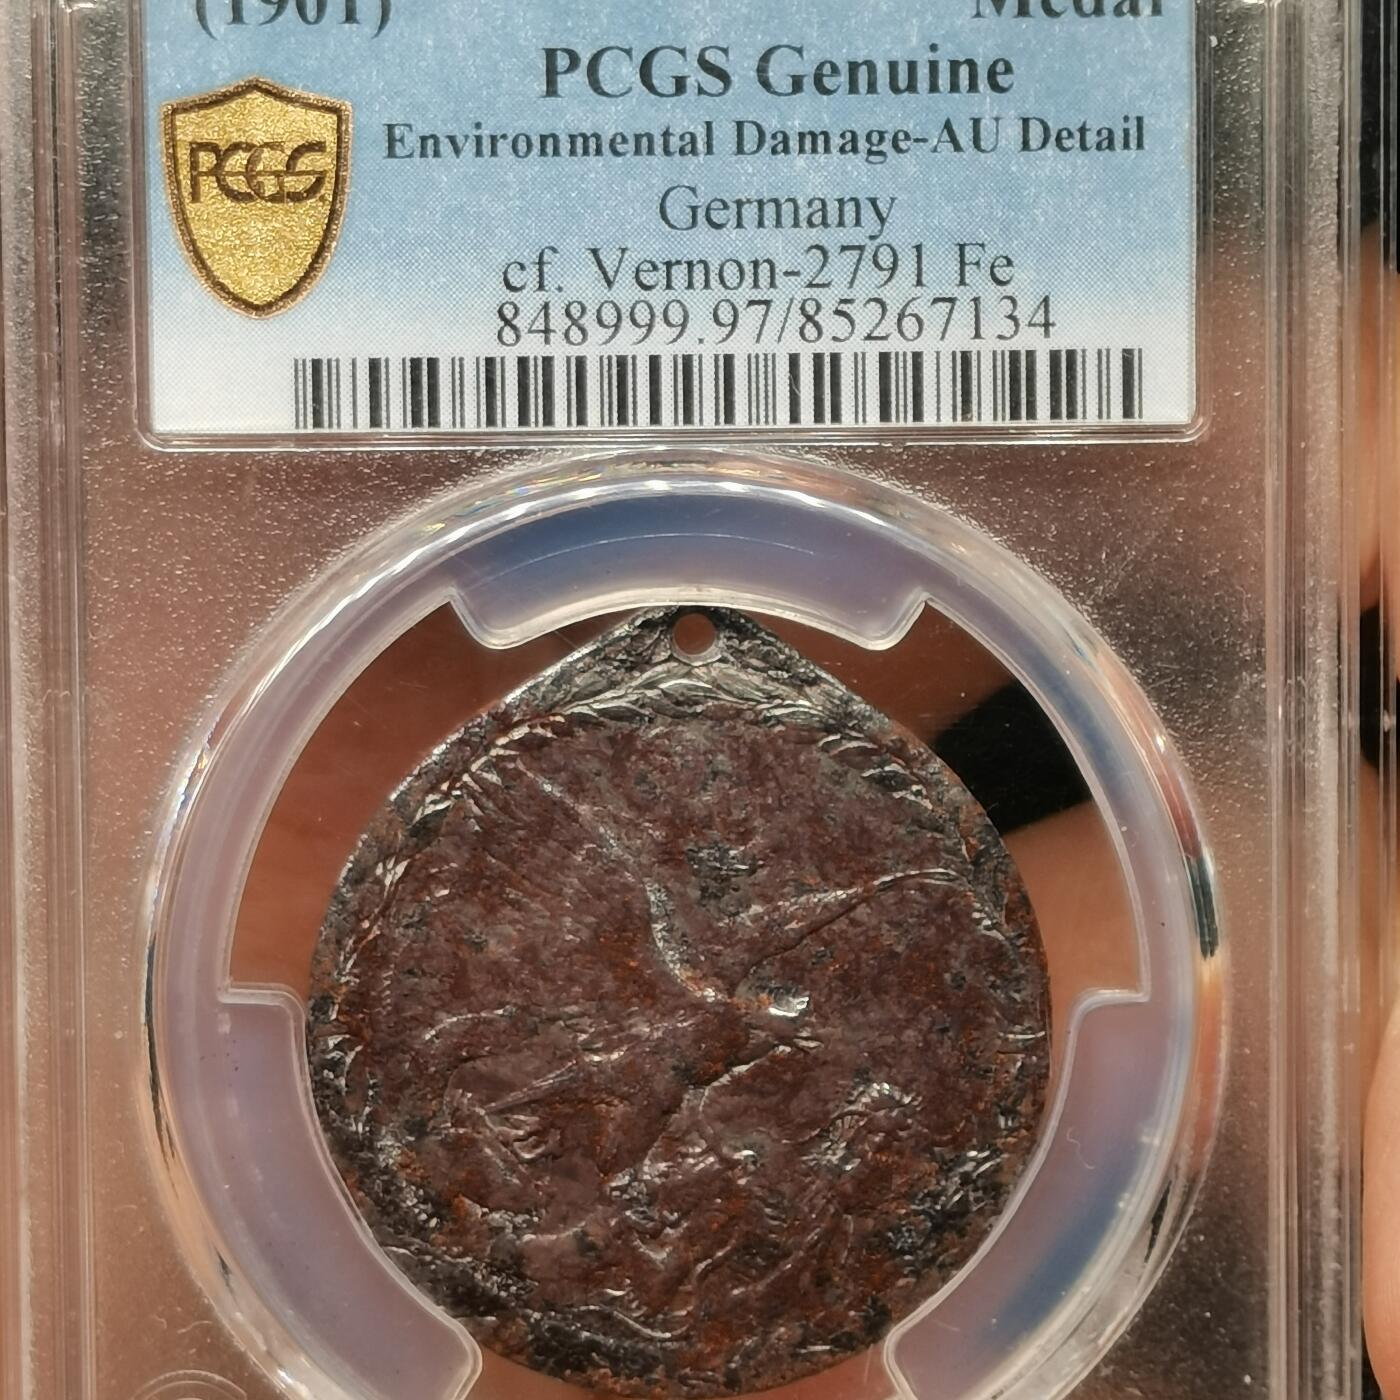 (1901) Medal
PCGS Genuine
PCGS
Environmental Damage-AU Detail
Germany
cf. Vernon-2791 Fe
848999.97/85267134